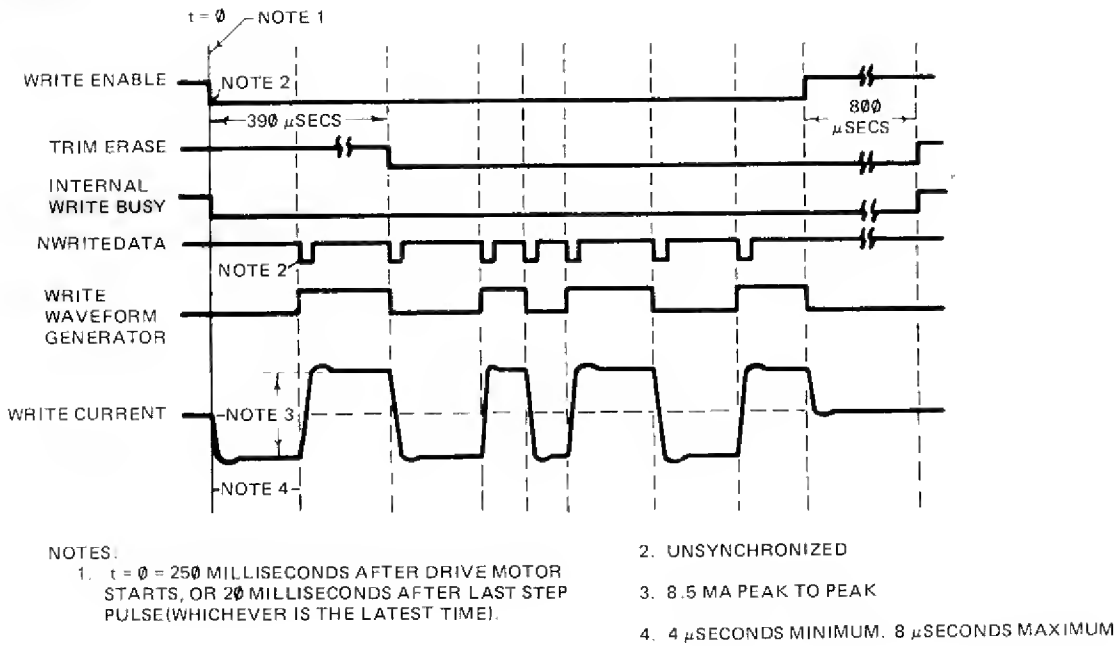 t = Ø NOTE 1
WRITE ENABLE
NOTE 2
390 µSECS
800 µSECS
TRIM ERASE
INTERNAL
WRITE BUSY
NWRITEDATA
NOTE 2
WRITE
WAVEFORM
GENERATOR
WRITE CURRENT
NOTE 3
NOTE 4
NOTES:
1. t = Ø = 25Ø MILLISECONDS AFTER DRIVE MOTOR
STARTS, OR 2Ø MILLISECONDS AFTER LAST STEP
PULSE(WHICHEVER IS THE LATEST TIME).
2. UNSYNCHRONIZED
3. 8.5 MA PEAK TO PEAK
4. 4 µSECONDS MINIMUM. 8 µSECONDS MAXIMUM